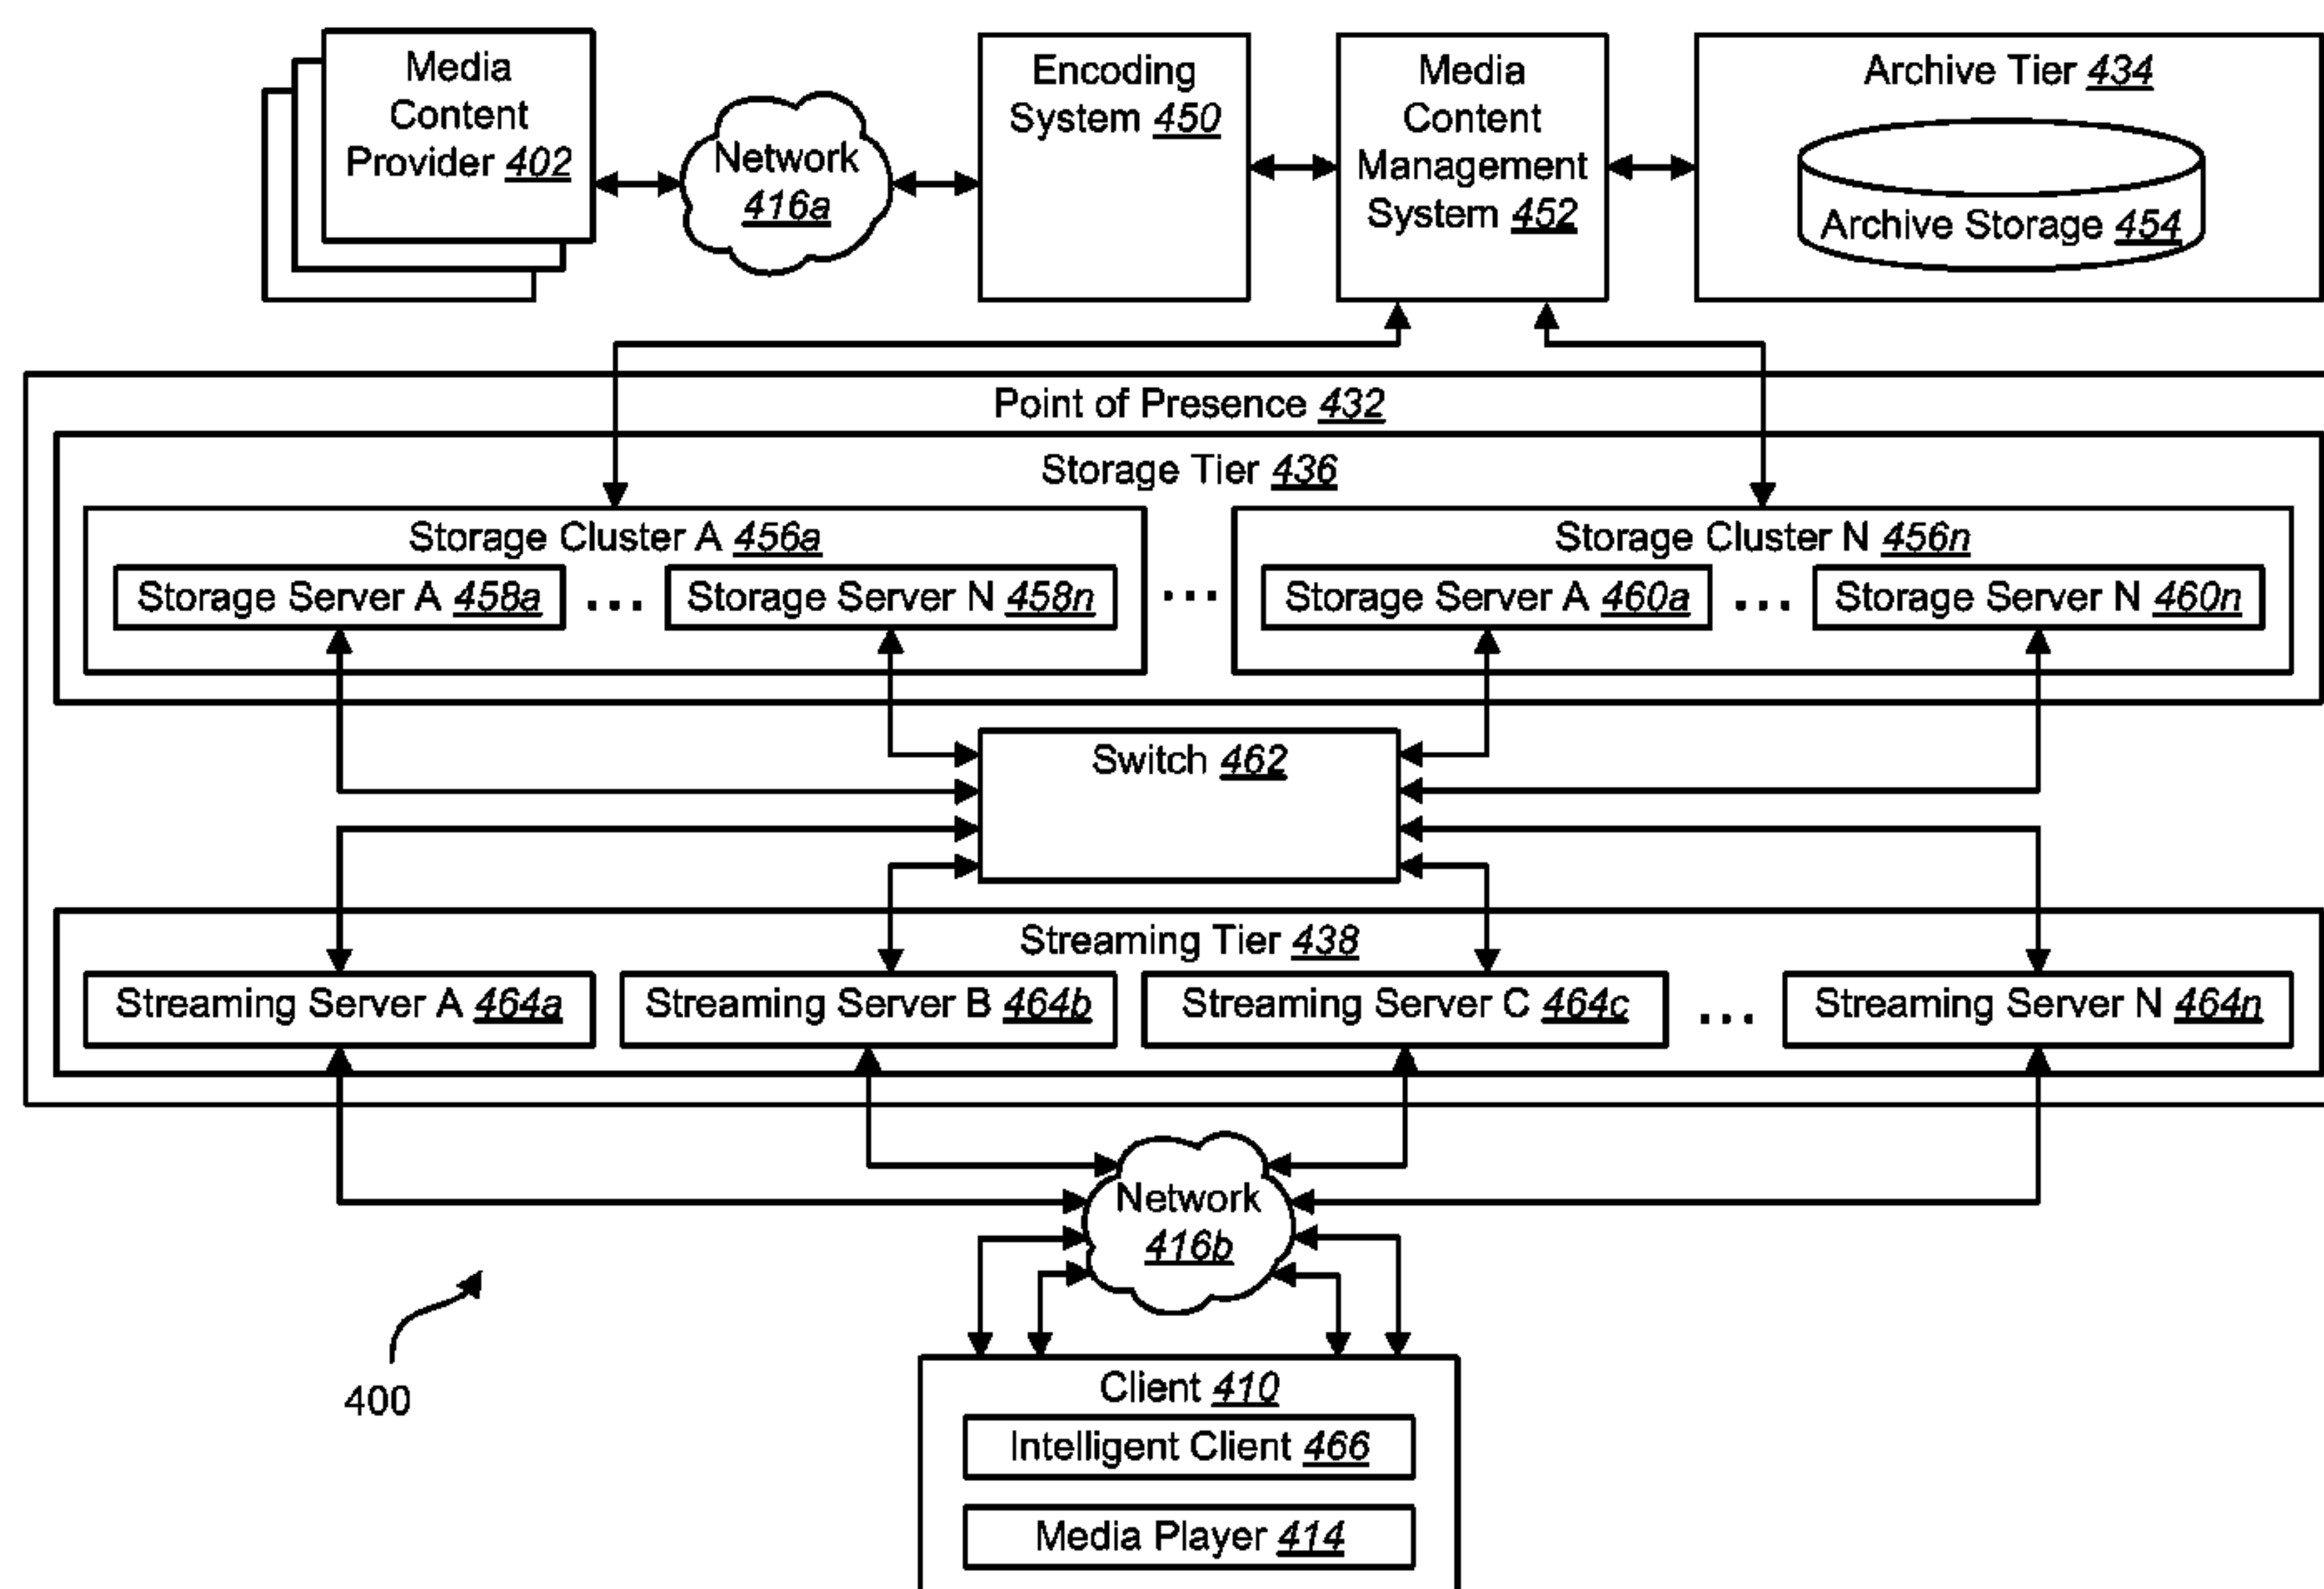 Media
Content
Provider 402
Network
416a
Encoding
System 450
Media
Content
Management
System 452
Archive Tier 434
Archive Storage 454
Point of Presence 432
Storage Tier 436
Storage Cluster A 456a
Storage Server A 458a
...
Storage Server N 458n
...
Storage Cluster N 456n
Storage Server A 460a
...
Storage Server N 460n
Switch 462
Streaming Tier 438
Streaming Server A 464a
Streaming Server B 464b
Streaming Server C 464c
...
Streaming Server N 464n
Network
416b
400
Client 410
Intelligent Client 466
Media Player 414